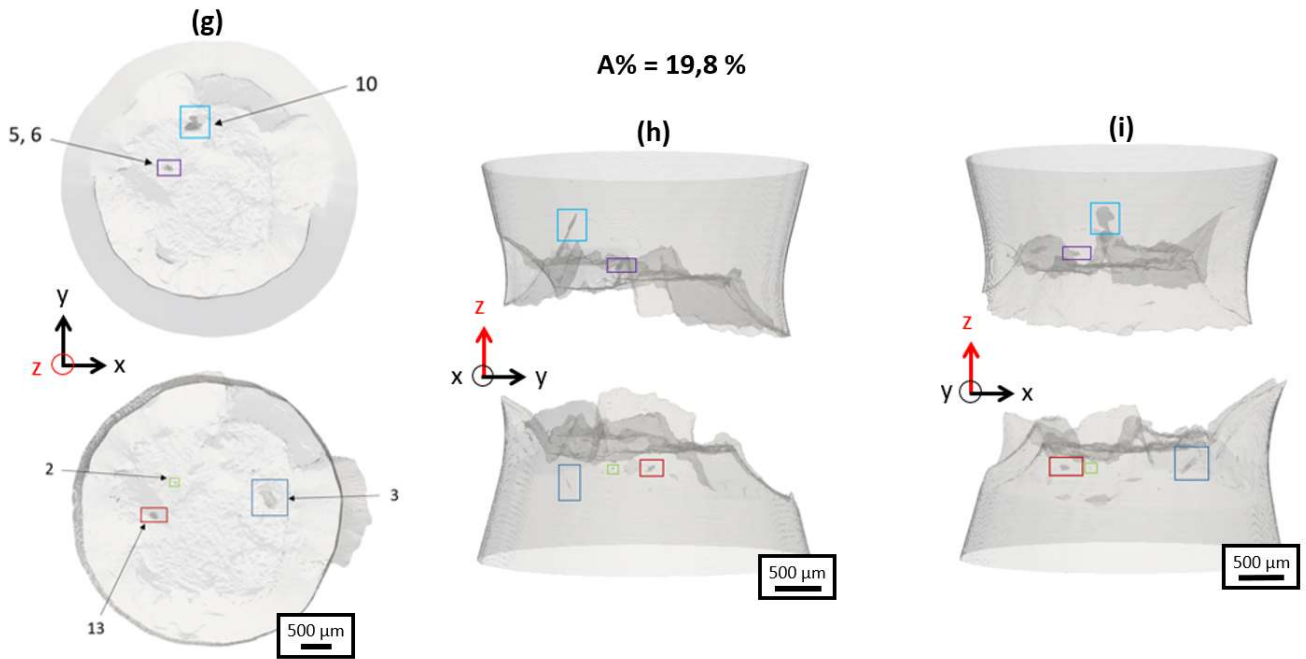 (g)
A% = 19,8 %
10
5, 6
(h)
(i)
y
z
x
z
x
y
z
y
x
2
3
13
500 µm
500 µm
500 µm